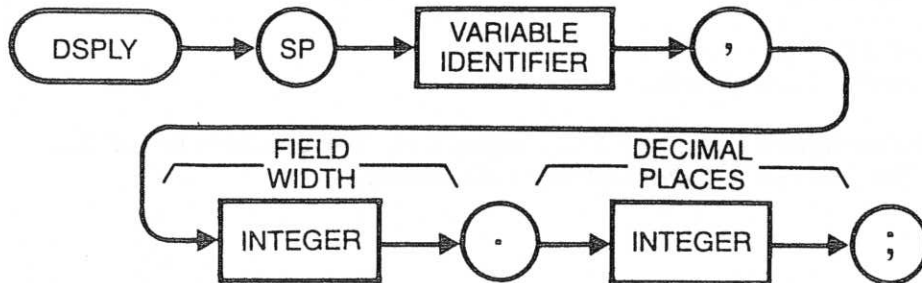 DSPLY SP VARIABLE IDENTIFIER ,
FIELD WIDTH
DECIMAL PLACES
INTEGER . INTEGER ;